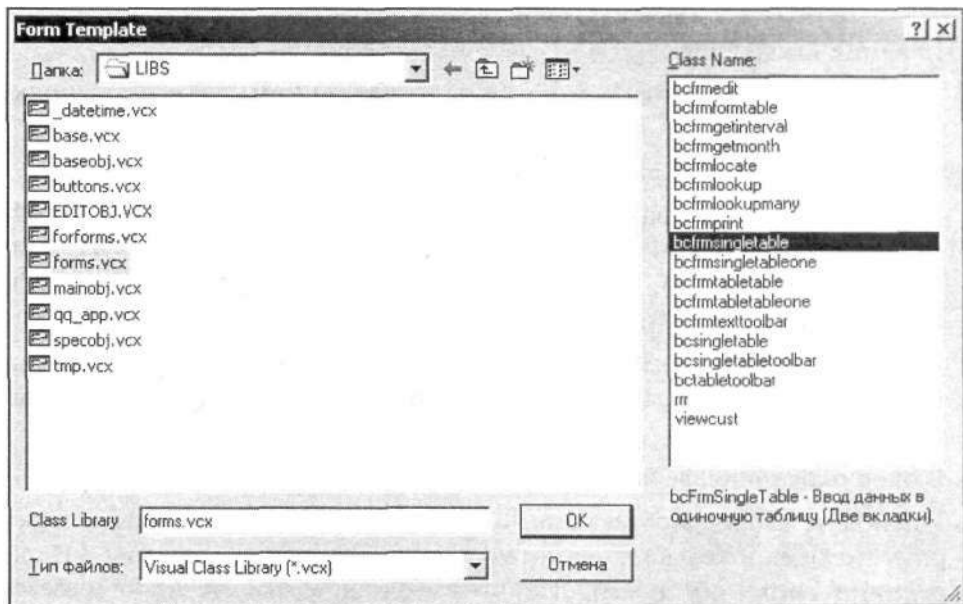 Form Template
Папка: LIBS
Class Name:
_datetime.vcx
base.vcx
baseobj.vcx
buttons.vcx
EDITOBJ.VCX
forforms.vcx
forms.vcx
mainobj.vcx
qq_app.vcx
specobj.vcx
tmp.vcx
bcfrmedit
bcfrmformtable
bcfrmgetinterval
bcfrmgetmonth
bcfrmlocate
bcfrmlookup
bcfrmlookupmany
bcfrmprint
bcfrmsingletable
bcfrmsingletableone
bcfrmtabletable
bcfrmtabletableone
bcfrmtexttoolbar
bcsingletable
bcsingletabletoolbar
bctabletoolbar
rrr
viewcust
Class Library forms.vcx
OK
Тип файлов: Visual Class Library (*.vcx)
Отмена
bcFrmSingleTable - Ввод данных в
одиночную таблицу (Две вкладки).